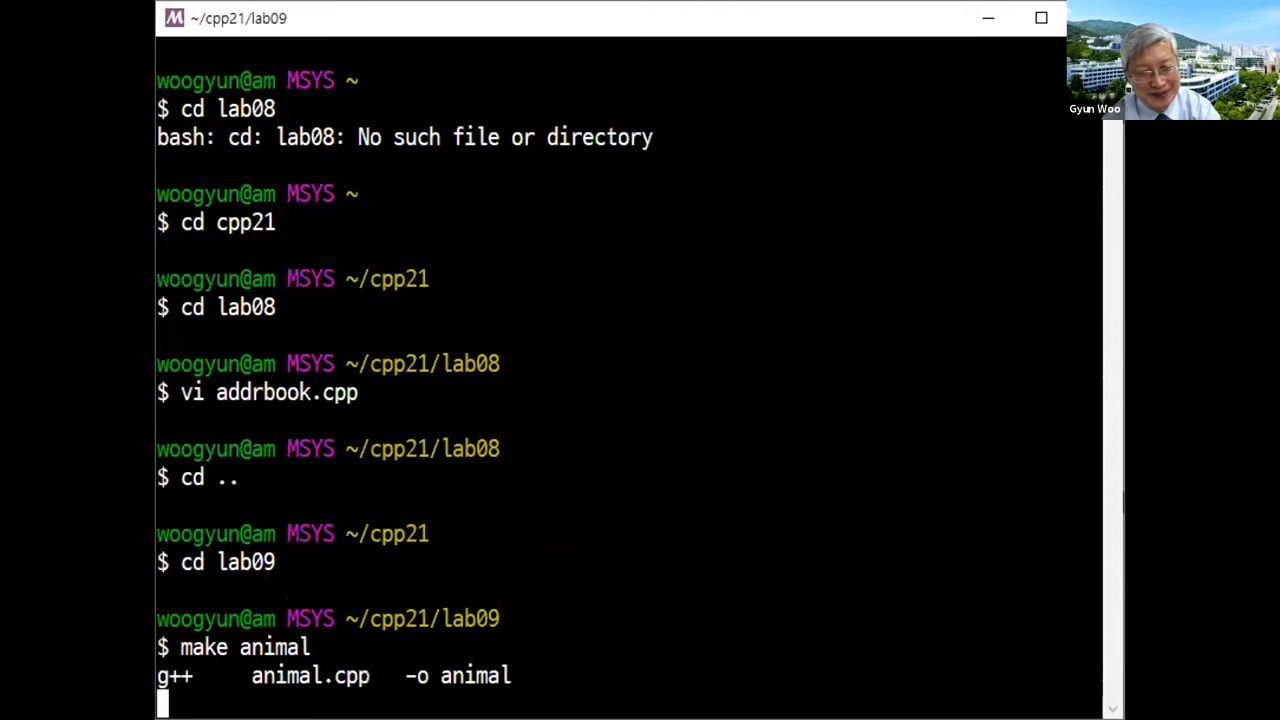 ~/cpp21/lab09
Gyun Woo
woogyun@am MSYS ~
$ cd lab08
bash: cd: lab08: No such file or directory
woogyun@am MSYS ~
$ cd cpp21
woogyun@am MSYS ~/cpp21
$ cd lab08
woogyun@am MSYS ~/cpp21/lab08
$ vi addrbook.cpp
woogyun@am MSYS ~/cpp21/lab08
$ cd ..
woogyun@am MSYS ~/cpp21
$ cd lab09
woogyun@am MSYS ~/cpp21/lab09
$ make animal
g++     animal.cpp   -o animal